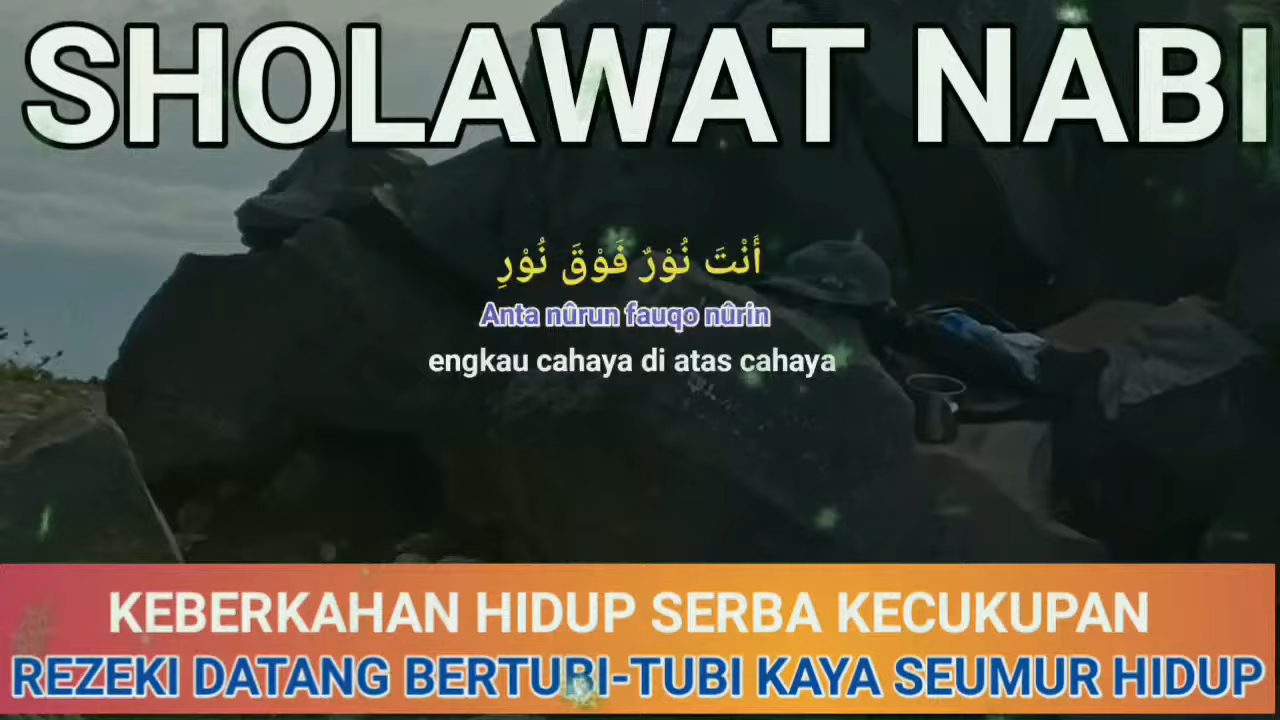 SHOLAWAT NABI
أَنْتَ نُوْرٌ فَوْقَ نُوْرِ
Anta nûrun fauqo nûrin
engkau cahaya di atas cahaya
KEBERKAHAN HIDUP SERBA KECUKUPAN
REZEKI DATANG BERTUBI-TUBI KAYA SEUMUR HIDUP